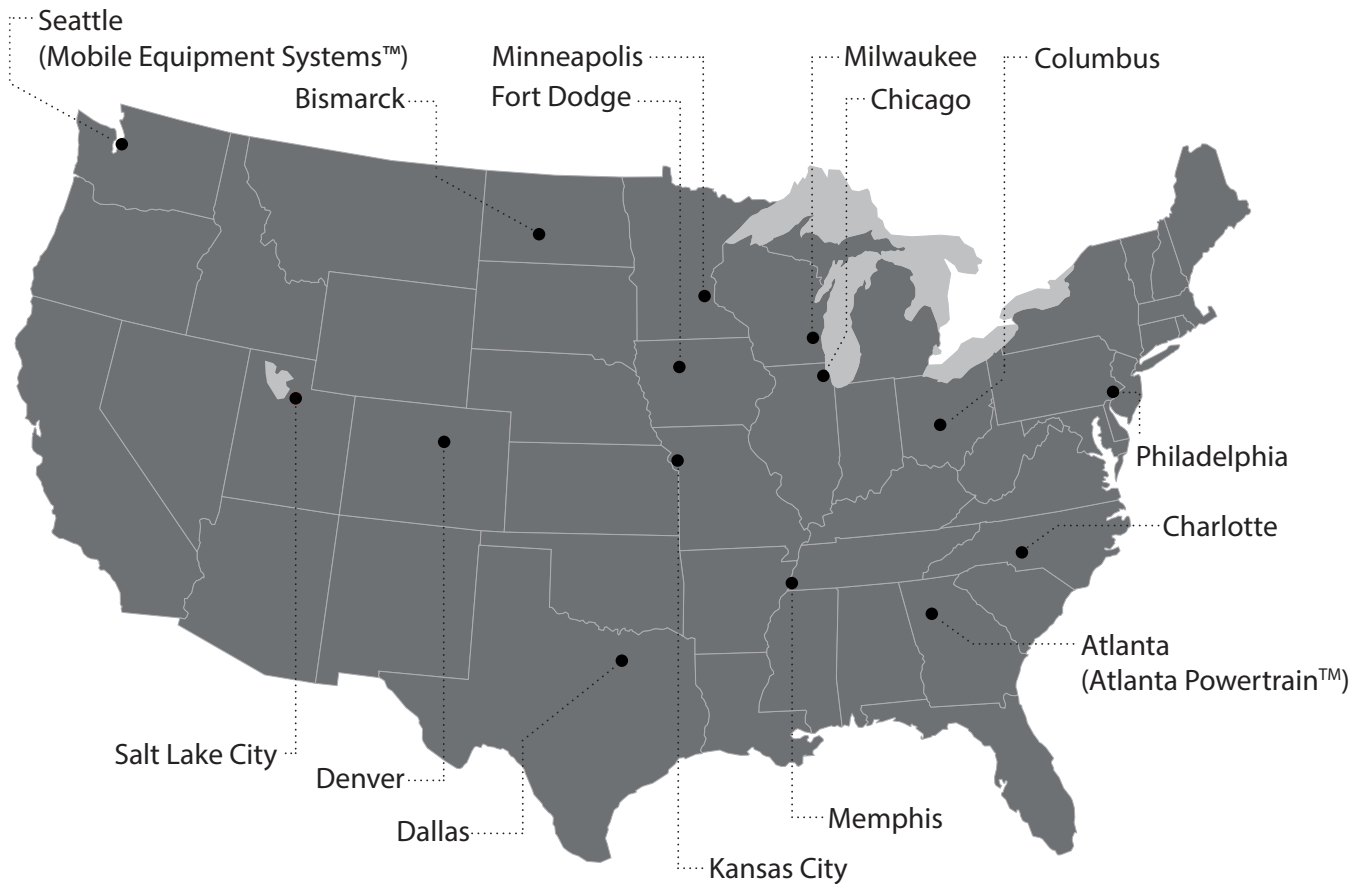 Seattle
(Mobile Equipment Systems™)
Minneapolis
Milwaukee
Columbus
Bismarck
Fort Dodge
Chicago
Philadelphia
Charlotte
Atlanta
(Atlanta Powertrain™)
Salt Lake City
Denver
Dallas
Memphis
Kansas City